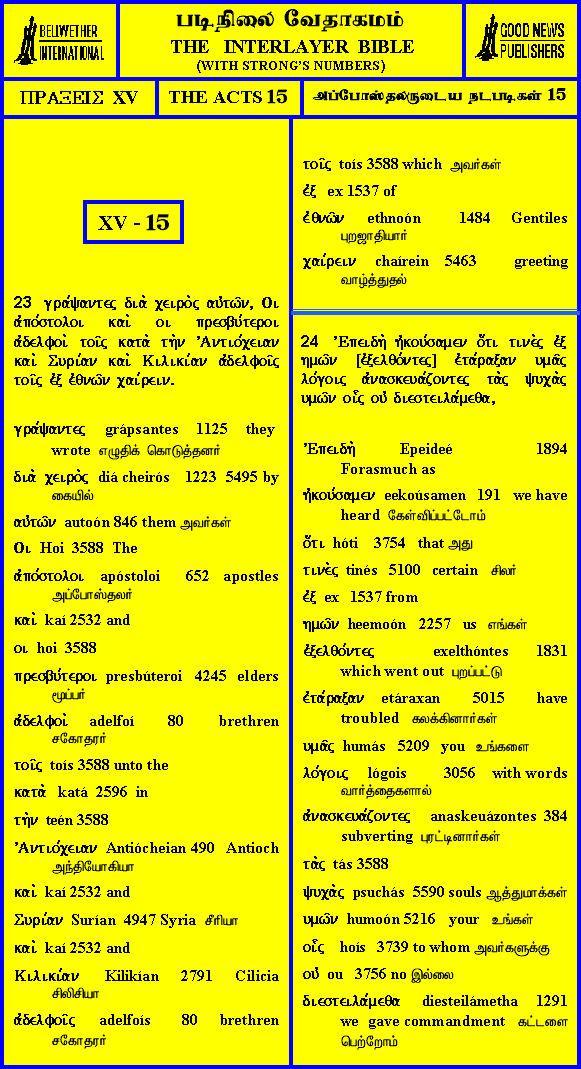 BELLWETHER
INTERNATIONAL
படிநிலை வேதாகமம்
THE INTERLAYER BIBLE
(WITH STRONG'S NUMBERS)
GOOD NEWS
PUBLISHERS
ΠΡΑΞΕΙΣ XV
THE ACTS 15
அப்போஸ்தலருடைய நடபடிகள் 15
XV - 15
23 γράψαντες διὰ χειρὸς αὐτῶν, Οι
ἀπόστολοι καὶ οι πρεσβύτεροι
ἀδελφοὶ τοῖς κατὰ τὴν Ἀντιόχειαν
καὶ Συρίαν καὶ Κιλικίαν ἀδελφοῖς
τοῖς ἐξ ἐθνῶν χαίρειν.
γράψαντες grápsantes 1125 they
wrote எழுதிக் கொடுத்தனர்
διὰ χειρὸς diá cheirós 1223 5495 by
கையில்
αὐτῶν autoón 846 them அவர்கள்
Οι Hoi 3588 The
ἀπόστολοι apóstoloi 652 apostles
அப்போஸ்தலர்
καὶ kaí 2532 and
οι hoi 3588
πρεσβύτεροι presbúteroi 4245 elders
மூப்பர்
ἀδελφοὶ adelfoí 80 brethren
சகோதரர்
τοῖς toís 3588 unto the
κατὰ katá 2596 in
τὴν teén 3588
Ἀντιόχειαν Antiócheian 490 Antioch
அந்தியோகியா
καὶ kaí 2532 and
Συρίαν Surían 4947 Syria சீரியா
καὶ kaí 2532 and
Κιλικίαν Kilikían 2791 Cilicia
சிலிசியா
ἀδελφοῖς adelfoís 80 brethren
சகோதரர்
τοῖς toís 3588 which அவர்கள்
ἐξ ex 1537 of
ἐθνῶν ethnoón 1484 Gentiles
புறஜாதியார்
χαίρειν chaírein 5463 greeting
வாழ்த்துதல்
24 Ἐπειδὴ ἠκούσαμεν ὅτι τινὲς ἐξ
ημῶν [ἐξελθόντες] ἐτάραξαν υμᾶς
λόγοις ἀνασκευάζοντες τὰς ψυχὰς
υμῶν οἷς οὐ διεστειλάμεθα,
Ἐπειδὴ Epeideé 1894
Forasmuch as
ἠκούσαμεν eekoúsamen 191 we have
heard கேள்விப்பட்டோம்
ὅτι hóti 3754 that அது
τινὲς tinés 5100 certain சிலர்
ἐξ ex 1537 from
ημῶν heemoón 2257 us எங்கள்
ἐξελθόντες exelthóntes 1831
which went out புறப்பட்டு
ἐτάραξαν etáraxan 5015 have
troubled கலக்கினார்கள்
υμᾶς humás 5209 you உங்களை
λόγοις lógois 3056 with words
வார்த்தைகளால்
ἀνασκευάζοντες anaskeuázontes 384
subverting புரட்டினார்கள்
τὰς tás 3588
ψυχὰς psuchás 5590 souls ஆத்துமாக்கள்
υμῶν humoón 5216 your உங்கள்
οἷς hoís 3739 to whom அவர்களுக்கு
οὐ ou 3756 no இல்லை
διεστειλάμεθα diesteilámetha 1291
we gave commandment கட்டளை
பெற்றோம்